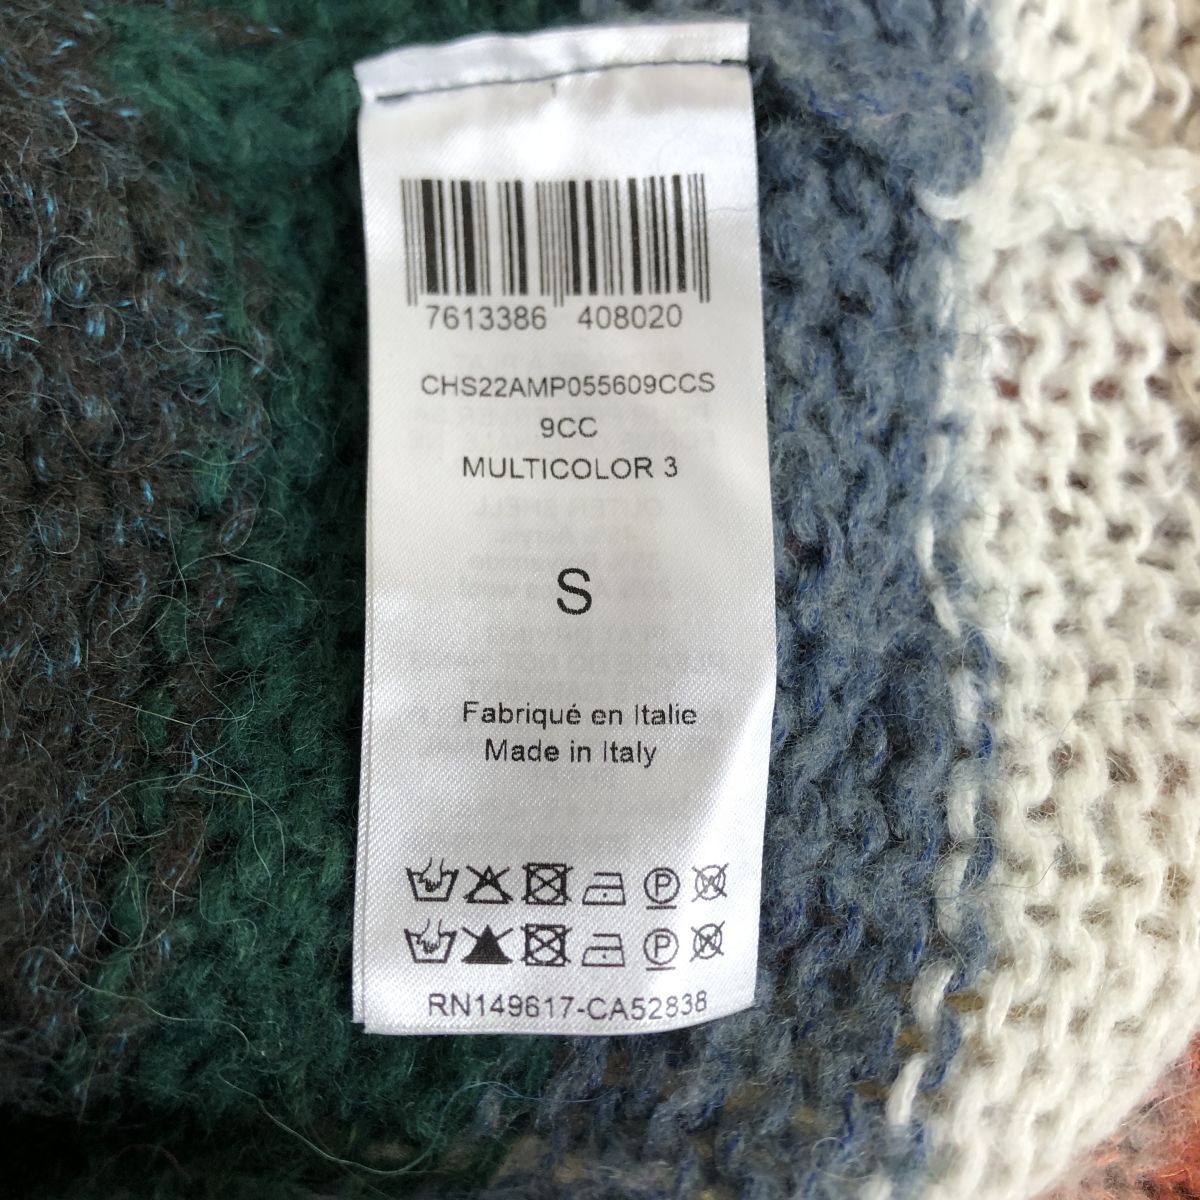 7613386 408020
CHS22AMP055609CCS
9CC
MULTICOLOR 3
S
Fabriqué en Italie
Made in Italy
P
P
RN149617-CA52838